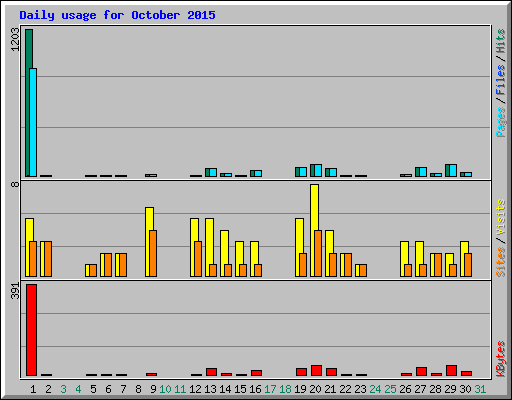 Daily usage for October 2015
1203
Pages / Files / Hits
8
Sites / Visits
391
KBytes
1 2 3 4 5 6 7 8 9 10 11 12 13 14 15 16 17 18 19 20 21 22 23 24 25 26 27 28 29 30 31